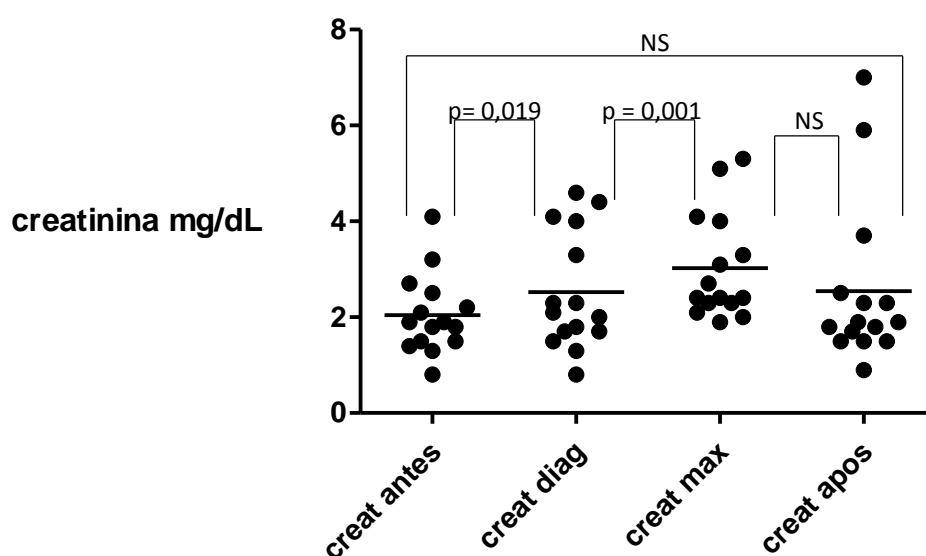 8
NS
p= 0,019
p = 0,001
NS
6
creatinina mg/dL
4
2
0
creat antes
creat diag
creat max
creat apos